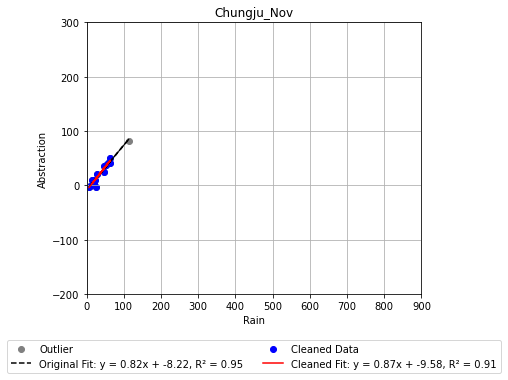 Chungju_Nov
300
200
100
0
−100
−200
Abstraction
0 100 200 300 400 500 600 700 800 900
Rain
Outlier
Original Fit: y = 0.82x + -8.22, R² = 0.95
Cleaned Data
Cleaned Fit: y = 0.87x + -9.58, R² = 0.91